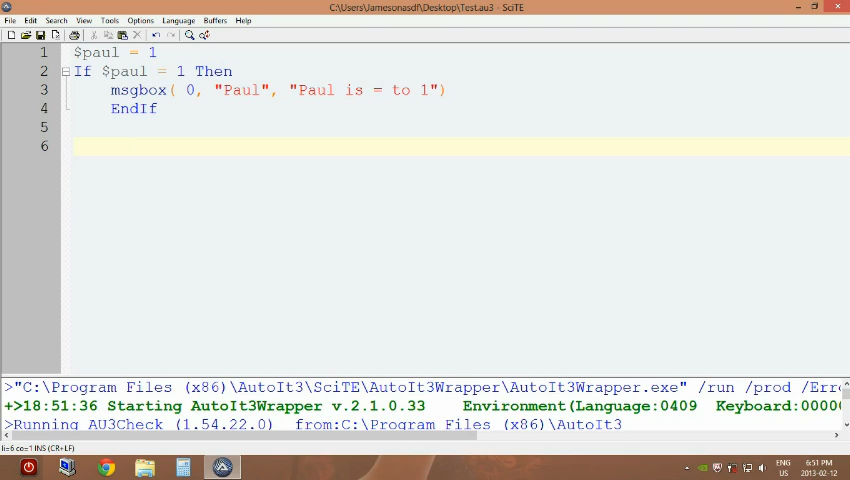 C:\Users\Jamesonasdf\Desktop\Test.au3 - SciTE
File Edit Search View Tools Options Language Buffers Help
1 $paul = 1
2 If $paul = 1 Then
3 msgbox( 0, "Paul", "Paul is = to 1")
4 EndIf
5
6
>"C:\Program Files (x86)\AutoIt3\SciTE\AutoIt3Wrapper\AutoIt3Wrapper.exe" /run /prod /Erro
+>18:51:36 Starting AutoIt3Wrapper v.2.1.0.33 Environment(Language:0409 Keyboard:00000
>Running AU3Check (1.54.22.0) from:C:\Program Files (x86)\AutoIt3
li=6 co=1 INS (CR+LF)
ENG 6:51 PM
US 2013-02-12